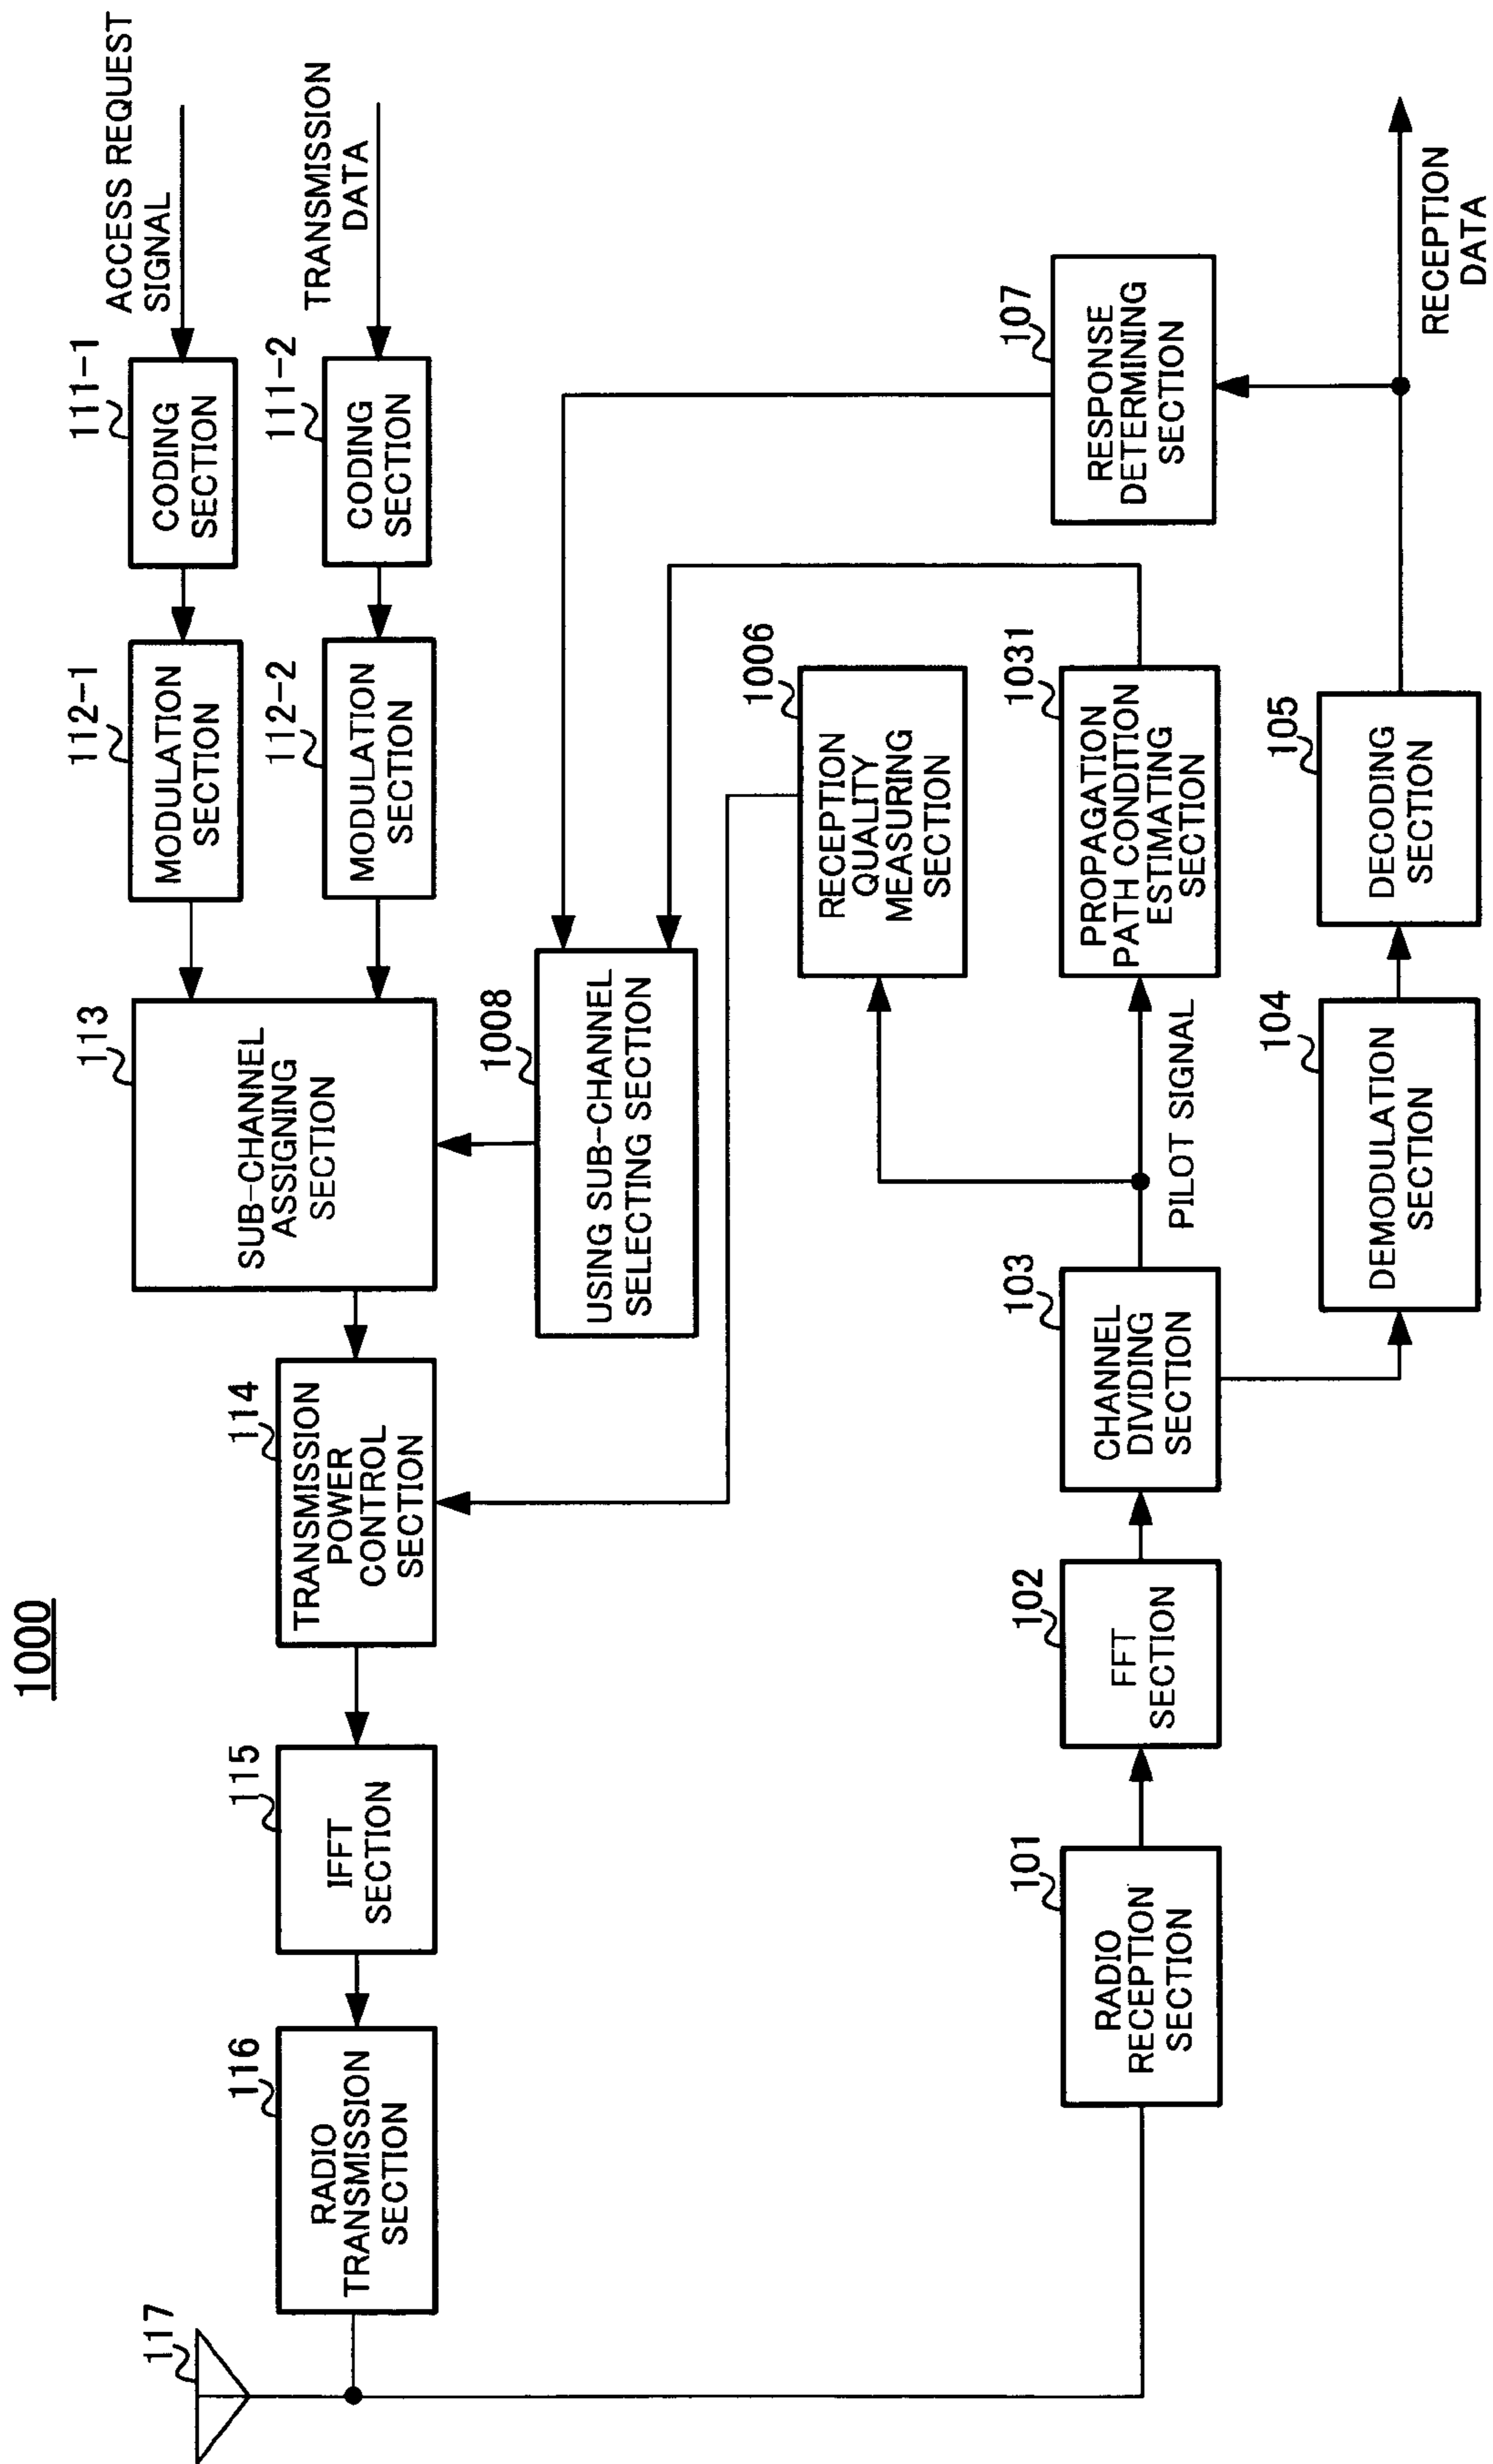 1000
117
116
RADIO
TRANSMISSION
SECTION
115
IFFT
SECTION
114
TRANSMISSION
POWER
CONTROL
SECTION
113
SUB-CHANNEL
ASSIGNING
SECTION
112-1
MODULATION
SECTION
111-1
CODING
SECTION
ACCESS REQUEST
SIGNAL
112-2
MODULATION
SECTION
111-2
CODING
SECTION
TRANSMISSION
DATA
1008
USING SUB-CHANNEL
SELECTING SECTION
1006
RECEPTION
QUALITY
MEASURING
SECTION
107
RESPONSE
DETERMINING
SECTION
101
RADIO
RECEPTION
SECTION
102
FFT
SECTION
103
CHANNEL
DIVIDING
SECTION
PILOT SIGNAL
1031
PROPAGATION
PATH CONDITION
ESTIMATING
SECTION
104
DEMODULATION
SECTION
105
DECODING
SECTION
RECEPTION
DATA